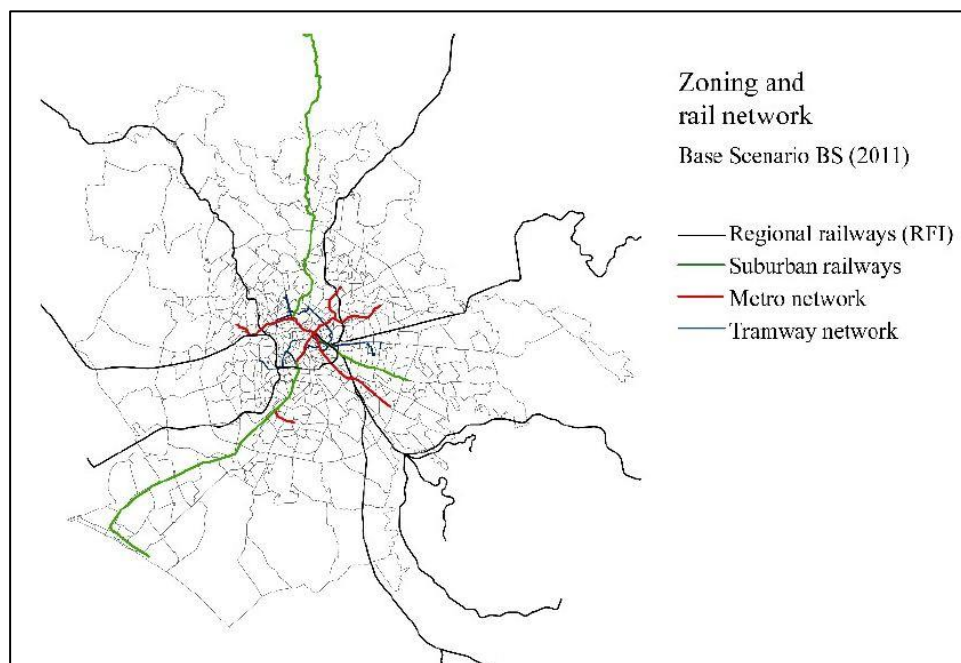 Zoning and
rail network
Base Scenario BS (2011)
Regional railways (RFI)
Suburban railways
Metro network
Tramway network